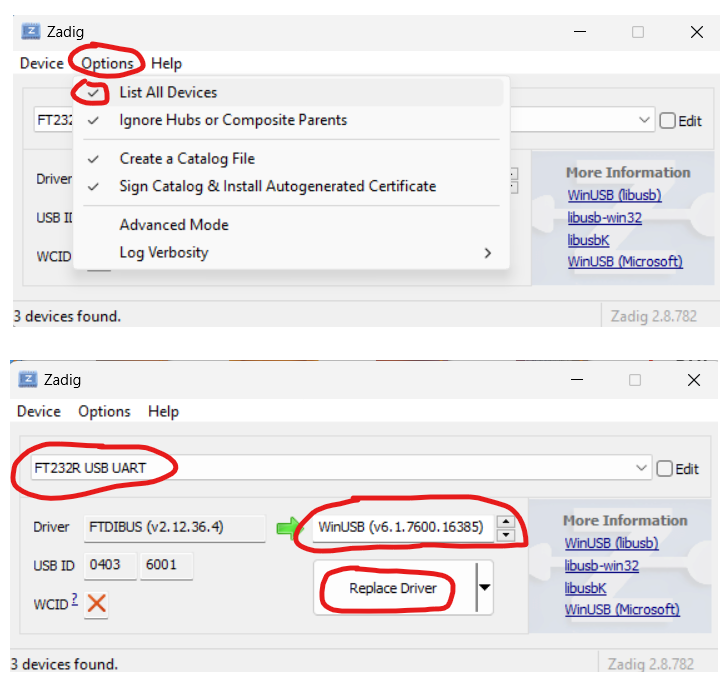 Zadig
Device Options Help
List All Devices
FT232 Ignore Hubs or Composite Parents Edit
Create a Catalog File
Driver Sign Catalog & Install Autogenerated Certificate
More Information
WinUSB (libusb)
USB ID libusb-win32
Advanced Mode
libusbK
WCID Log Verbosity
WinUSB (Microsoft)
3 devices found. Zadig 2.8.782
Zadig
Device Options Help
FT232R USB UART Edit
Driver FTDIBUS (v2.12.36.4) WinUSB (v6.1.7600.16385)
More Information
WinUSB (libusb)
USB ID 0403 6001
libusb-win32
Replace Driver
libusbK
WCID ?
WinUSB (Microsoft)
3 devices found. Zadig 2.8.782